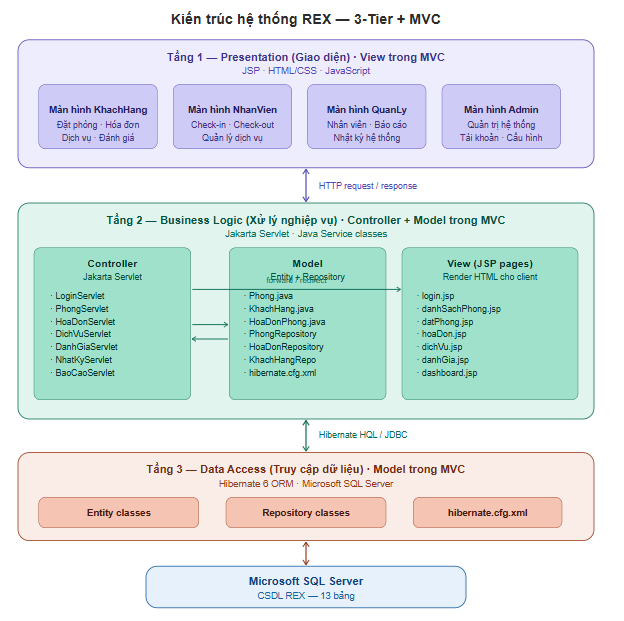 Kiến trúc hệ thống REX — 3-Tier + MVC
Tầng 1 — Presentation (Giao diện) · View trong MVC
JSP · HTML/CSS · JavaScript
Màn hình KhachHang
Đặt phòng · Hóa đơn
Dịch vụ · Đánh giá
Màn hình NhanVien
Check-in · Check-out
Quản lý dịch vụ
Màn hình QuanLy
Nhân viên · Báo cáo
Nhật ký hệ thống
Màn hình Admin
Quản trị hệ thống
Tài khoản · Cấu hình
HTTP request / response
Tầng 2 — Business Logic (Xử lý nghiệp vụ) · Controller + Model trong MVC
Jakarta Servlet · Java Service classes
Controller
Jakarta Servlet
· LoginServlet
· PhongServlet
· HoaDonServlet
· DichVuServlet
· DanhGiaServlet
· NhatKyServlet
· BaoCaoServlet
Model
Entity + Repository
forward / redirect
· Phong.java
· KhachHang.java
· HoaDonPhong.java
· PhongRepository
· HoaDonRepository
· KhachHangRepo
· hibernate.cfg.xml
View (JSP pages)
Render HTML cho client
· login.jsp
· danhSachPhong.jsp
· datPhong.jsp
· hoaDon.jsp
· dichVu.jsp
· danhGia.jsp
· dashboard.jsp
Hibernate HQL / JDBC
Tầng 3 — Data Access (Truy cập dữ liệu) · Model trong MVC
Hibernate 6 ORM · Microsoft SQL Server
Entity classes
Repository classes
hibernate.cfg.xml
Microsoft SQL Server
CSDL REX — 13 bảng